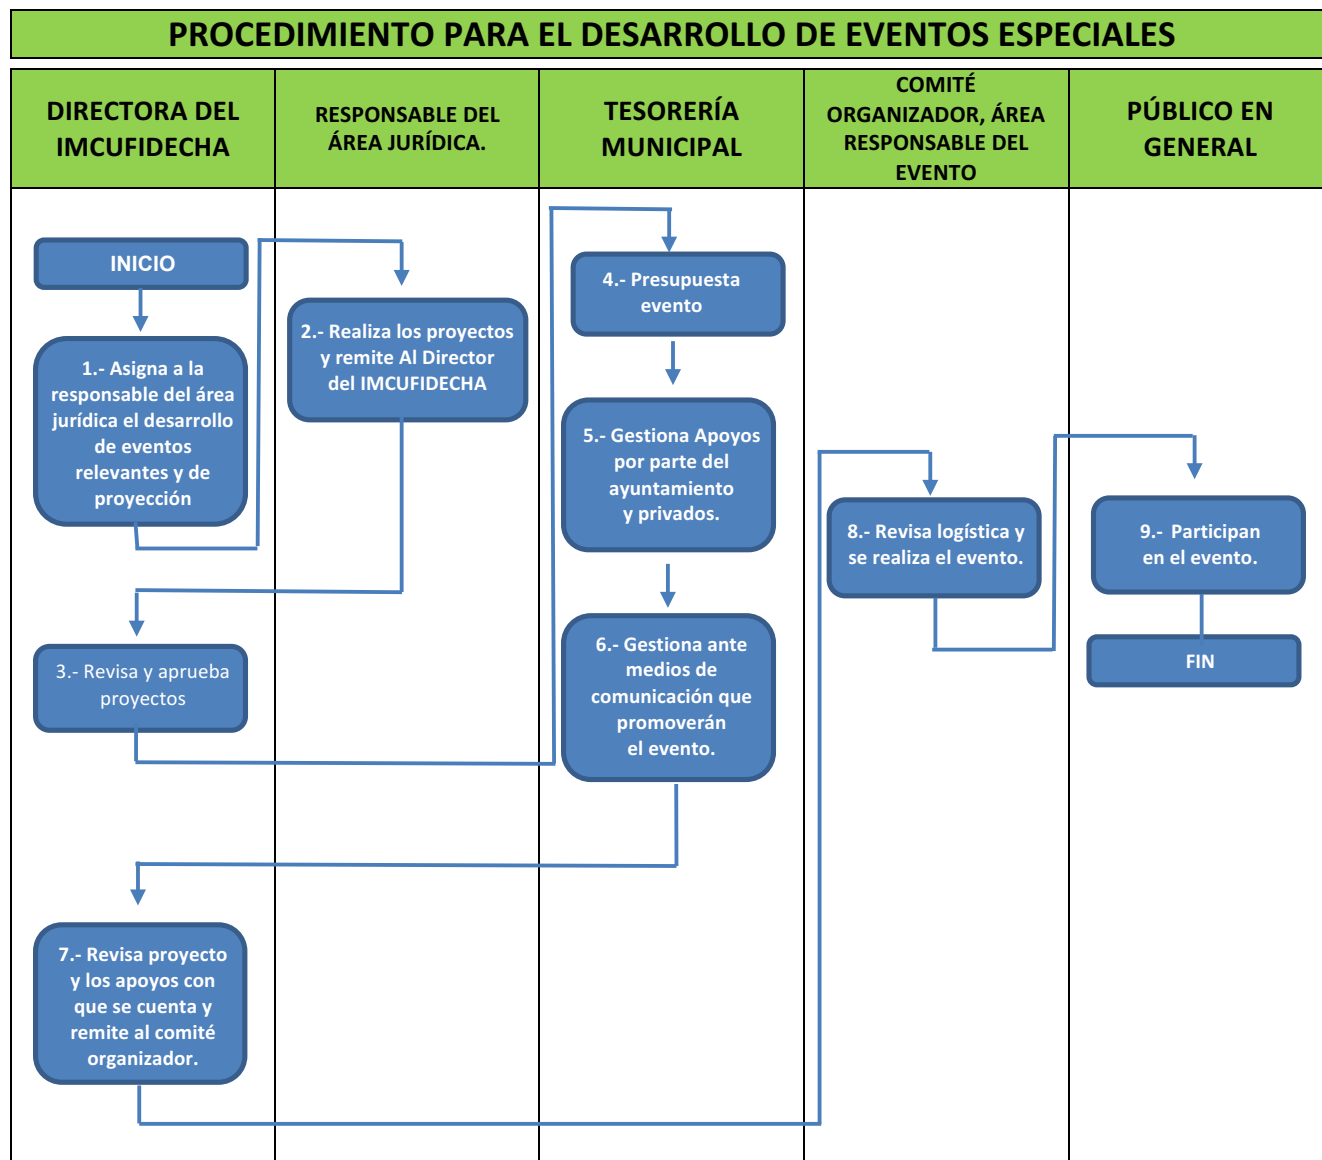 PROCEDIMIENTO PARA EL DESARROLLO DE EVENTOS ESPECIALES
DIRECTORA DEL
IMCUFIDECHA
RESPONSABLE DEL
ÁREA JURÍDICA.
TESORERÍA
MUNICIPAL
COMITÉ
ORGANIZADOR, ÁREA
RESPONSABLE DEL
EVENTO
PÚBLICO EN
GENERAL
INICIO
1.- Asigna a la
responsable del área
jurídica el desarrollo
de eventos
relevantes y de
proyección
2.- Realiza los proyectos
y remite Al Director
del IMCUFIDECHA
3.- Revisa y aprueba
proyectos
4.- Presupuesta
evento
5.- Gestiona Apoyos
por parte del
ayuntamiento
y privados.
6.- Gestiona ante
medios de
comunicación que
promoverán
el evento.
7.- Revisa proyecto
y los apoyos con
que se cuenta y
remite al comité
organizador.
8.- Revisa logística y
se realiza el evento.
9.- Participan
en el evento.
FIN